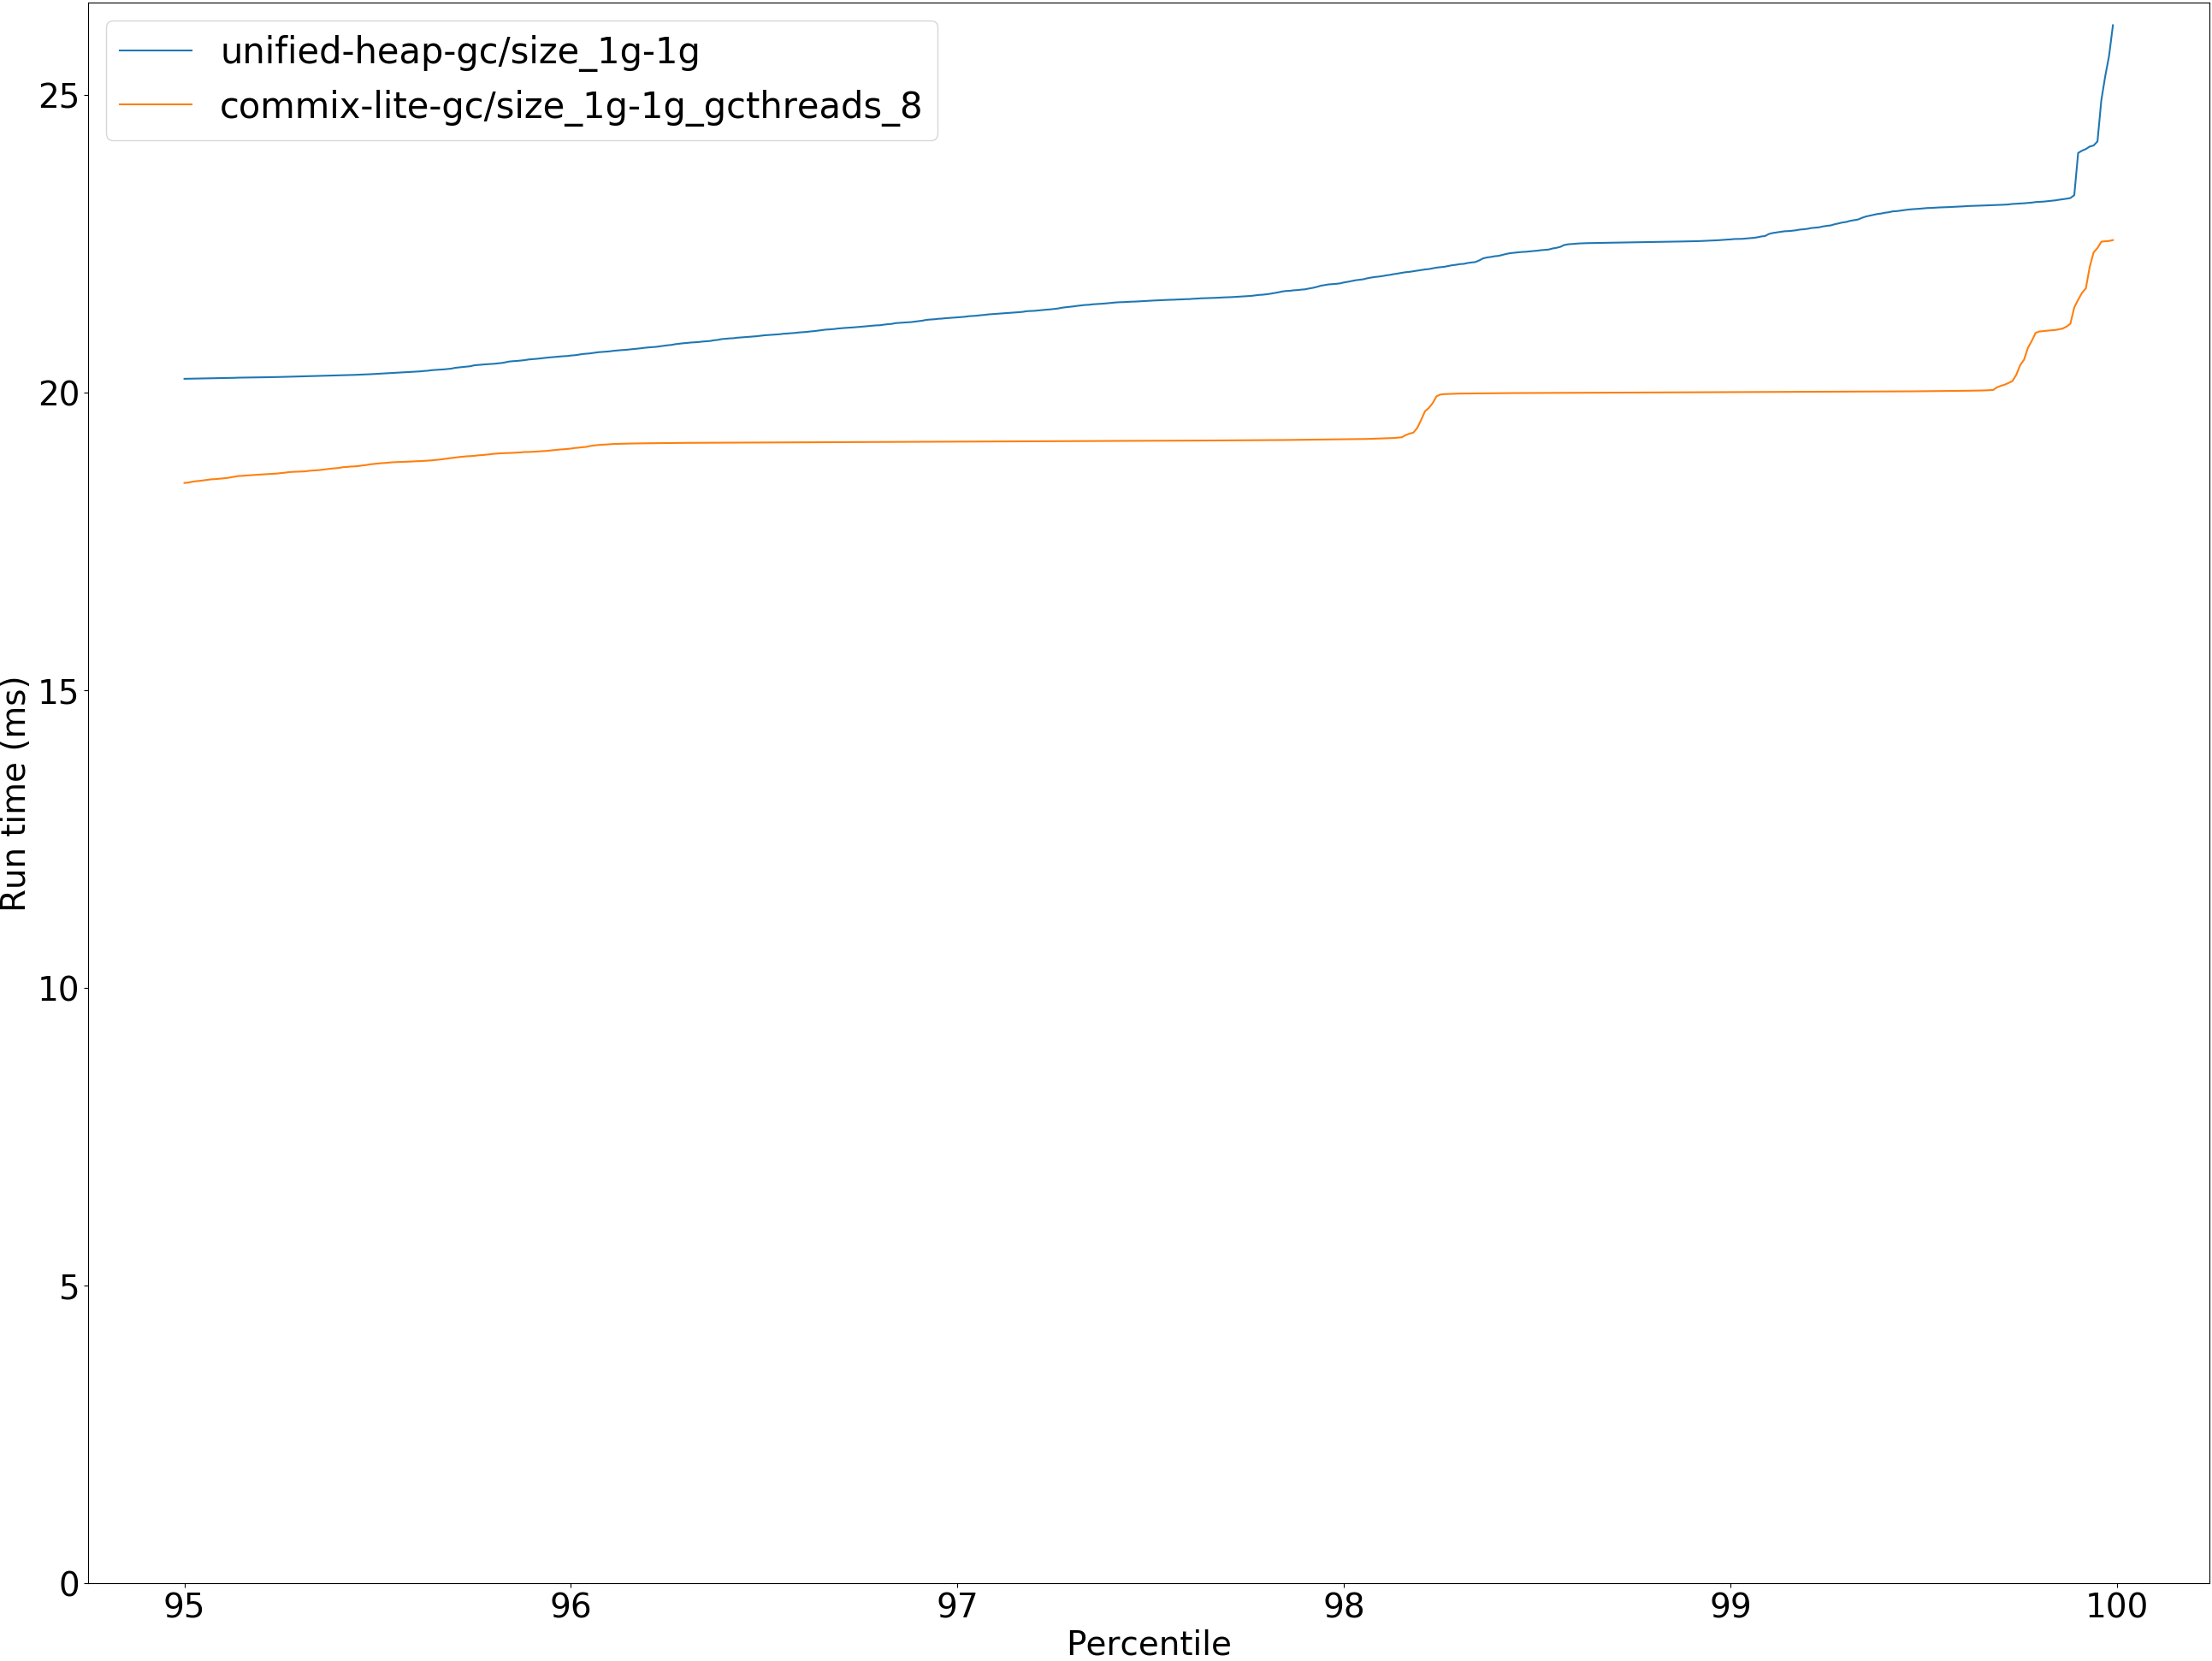 unified-heap-gc/size_1g-1g
commix-lite-gc/size_1g-1g_gcthreads_8
25
20
15
10
5
0
Run time (ms)
95 96 97 98 99 100
Percentile